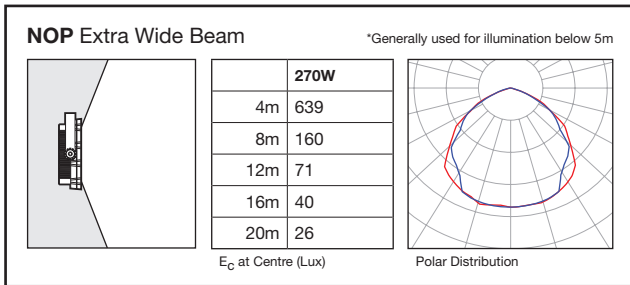 NOP Extra Wide Beam
*Generally used for illumination below 5m
270W
4m 639
8m 160
12m 71
16m 40
20m 26
EC at Centre (Lux)
Polar Distribution